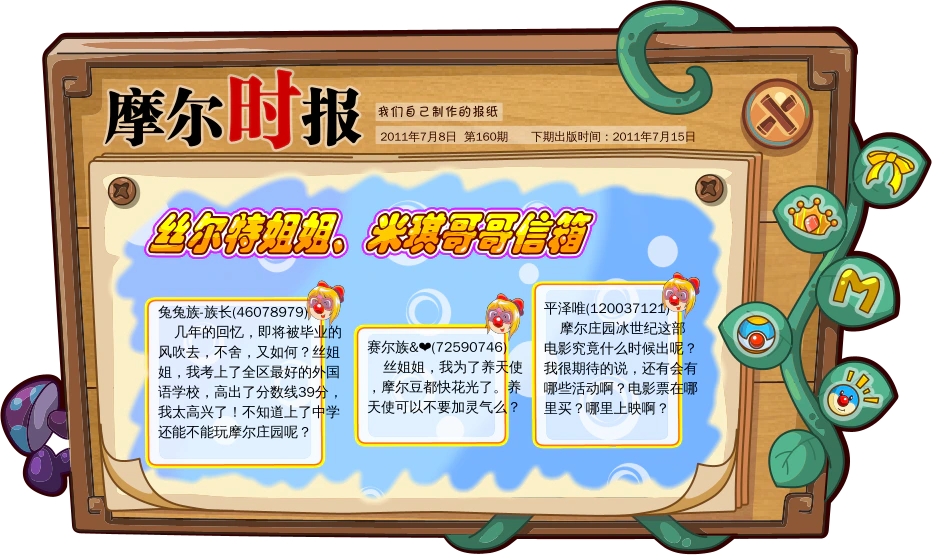 摩尔时报
我们自己制作的报纸
2011年7月8日 第160期 下期出版时间：2011年7月15日
丝尔特姐姐、米琪哥哥信箱
兔兔族-族长(46078979)
几年的回忆，即将被毕业的
风吹去，不舍，又如何？丝姐
姐，我考上了全区最好的外国
语学校，高出了分数线39分，
我太高兴了！不知道上了中学
还能不能玩摩尔庄园呢？
赛尔族&❤(72590746)
丝姐姐，我为了养天使
，摩尔豆都快花光了。养
天使可以不要加灵气么？
平泽唯(120037121)
摩尔庄园冰世纪这部
电影究竟什么时候出呢？
我很期待的说，还有会有
哪些活动啊？电影票在哪
里买？哪里上映啊？
M